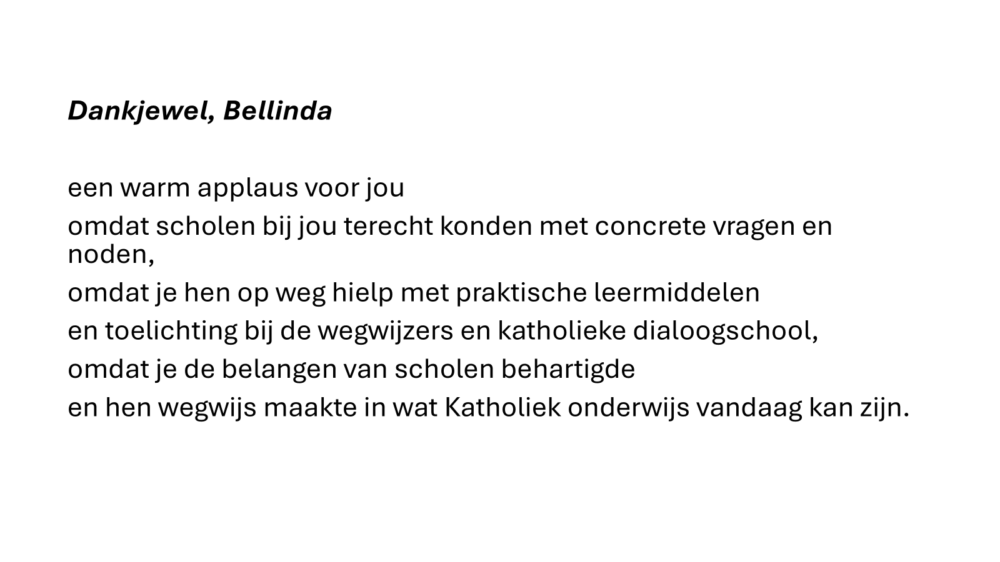 Dankjewel, Bellinda
een warm applaus voor jou
omdat scholen bij jou terecht konden met concrete vragen en
noden,
omdat je hen op weg hielp met praktische leermiddelen
en toelichting bij de wegwijzers en katholieke dialoogschool,
omdat je de belangen van scholen behartigde
en hen wegwijs maakte in wat Katholiek onderwijs vandaag kan zijn.